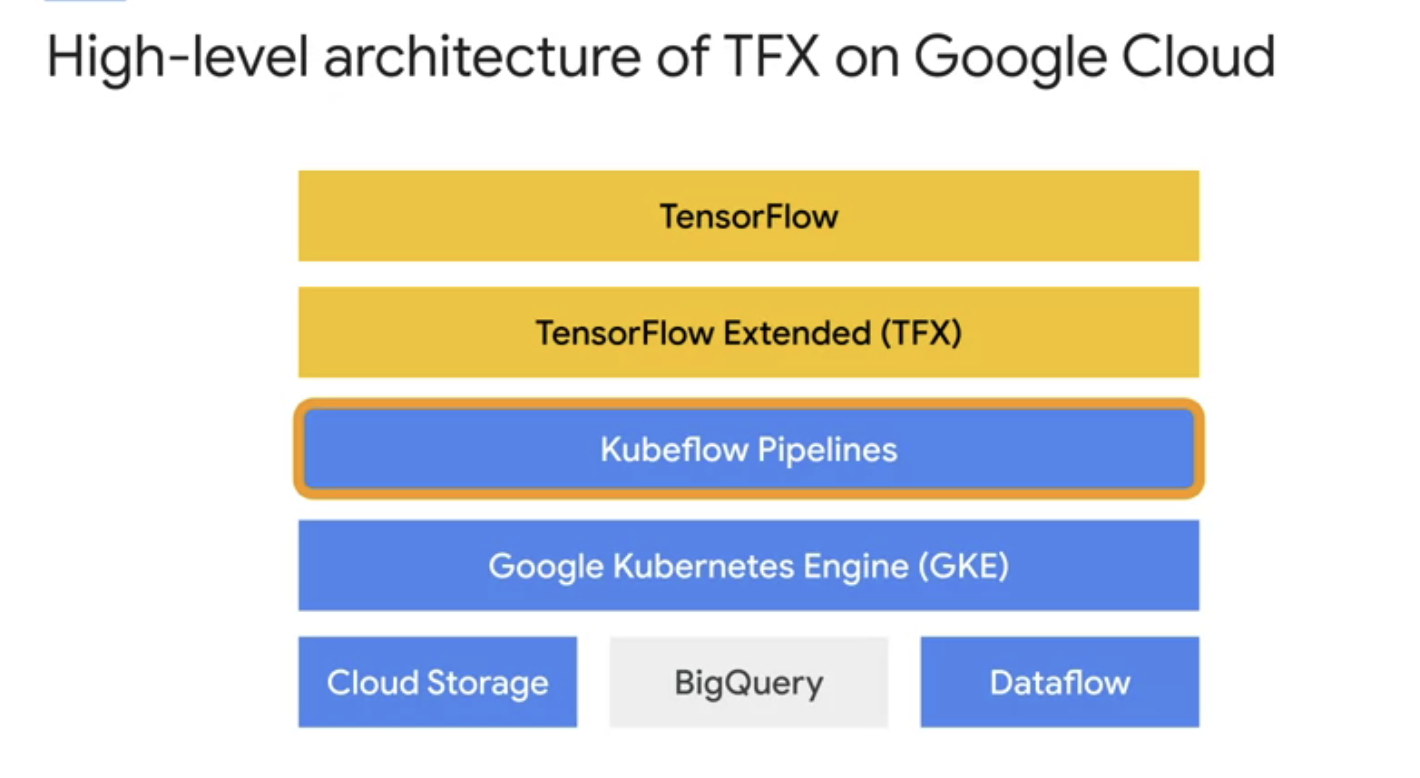 High-level architecture of TFX on Google Cloud
TensorFlow
TensorFlow Extended (TFX)
Kubeflow Pipelines
Google Kubernetes Engine (GKE)
Cloud Storage
BigQuery
Dataflow